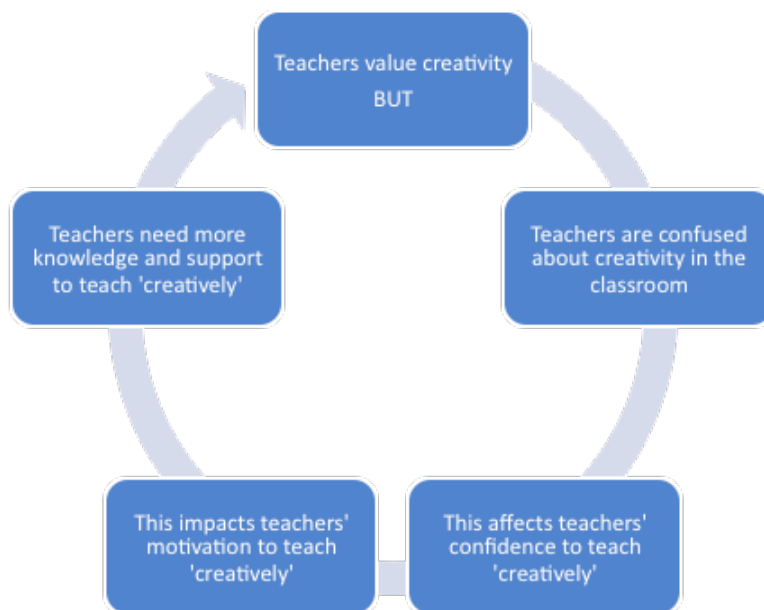 Teachers value creativity
BUT
Teachers are confused
about creativity in the
classroom
This affects teachers'
confidence to teach
'creatively'
This impacts teachers'
motivation to teach
'creatively'
Teachers need more
knowledge and support
to teach 'creatively'